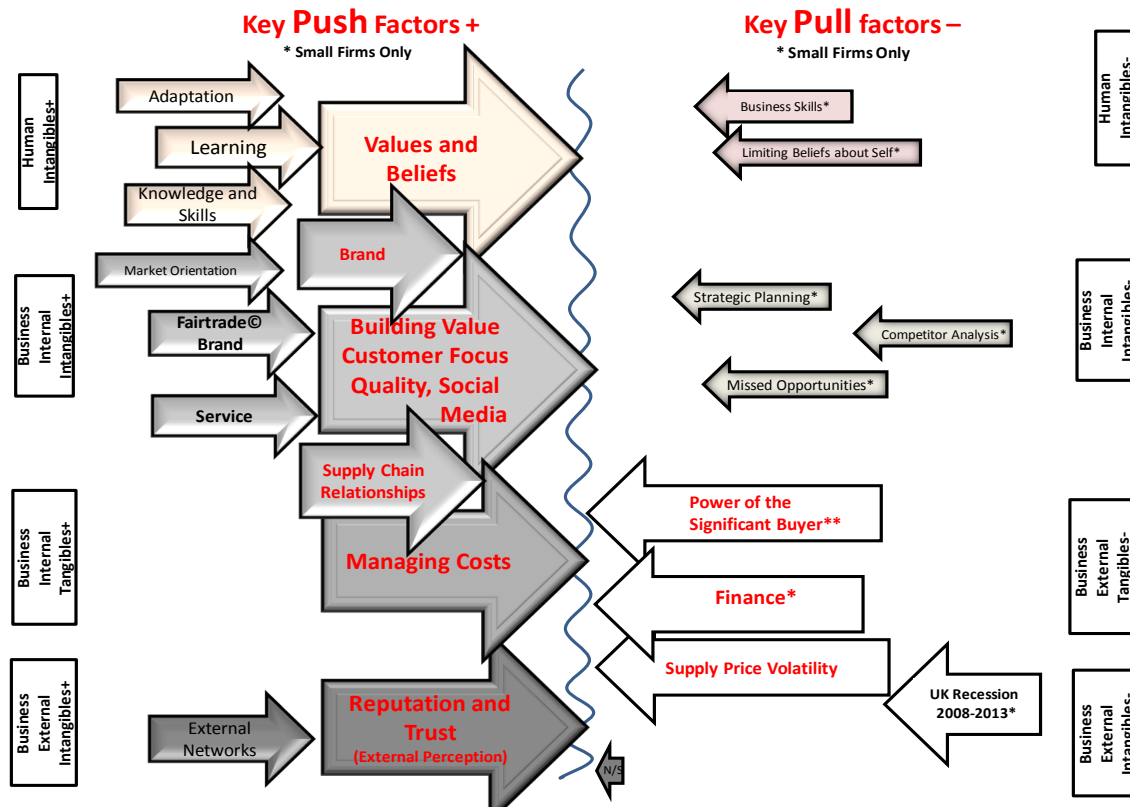 Key Push Factors +
* Small Firms Only
Key Pull factors –
* Small Firms Only
Human
Intangibles+
Adaptation
Learning
Knowledge and
Skills
Values and
Beliefs
Business Skills*
Limiting Beliefs about Self*
Human
Intangibles-
Business
Internal
Intangibles+
Market Orientation
Fairtrade©
Brand
Service
Brand
Building Value
Customer Focus
Quality, Social
Media
Strategic Planning*
Competitor Analysis*
Missed Opportunities*
Business
Internal
Intangibles-
Business
Internal
Tangibles+
Supply Chain
Relationships
Managing Costs
Power of the
Significant Buyer**
Finance*
Supply Price Volatility
Business
External
Tangibles-
Business
External
Intangibles+
External
Networks
Reputation and
Trust
(External Perception)
N/S
UK Recession
2008-2013*
Business
External
Intangibles-